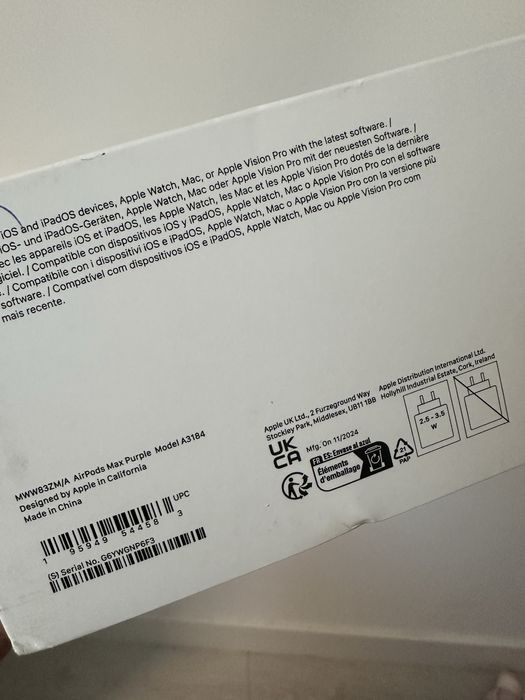 iOS and iPadOS devices, Apple Watch, Mac, or Apple Vision Pro with the latest software. /
iOS- und iPadOS-Geräten, Apple Watch, Mac oder Apple Vision Pro mit der neuesten Software. /
ec les appareils iOS et iPadOS, les Apple Watch, les Mac et les Apple Vision Pro dotés de la dernière
giciel. / Compatible con dispositivos iOS y iPadOS, Apple Watch, Mac o Apple Vision Pro con el software
. / Compatibile con i dispositivi iOS e iPadOS, Apple Watch, Mac o Apple Vision Pro con la versione più
software. / Compatível com dispositivos iOS e iPadOS, Apple Watch, Mac ou Apple Vision Pro com
mais recente.
MWW83ZM/A AirPods Max Purple Model A3184
Designed by Apple in California
Made in China
UPC
1 95949 54458 3
(S) Serial No. G6YWGNP6F3
Apple UK Ltd., 2 Furzeground Way
Stockley Park, Middlesex, UB11 1BB
Apple Distribution International Ltd.
Hollyhill Industrial Estate, Cork, Ireland
UK
CA
Mfg. On 11/2024
FR ES: Envase al azul
Éléments
d'emballage
21
PAP
2.5 - 3.5
W